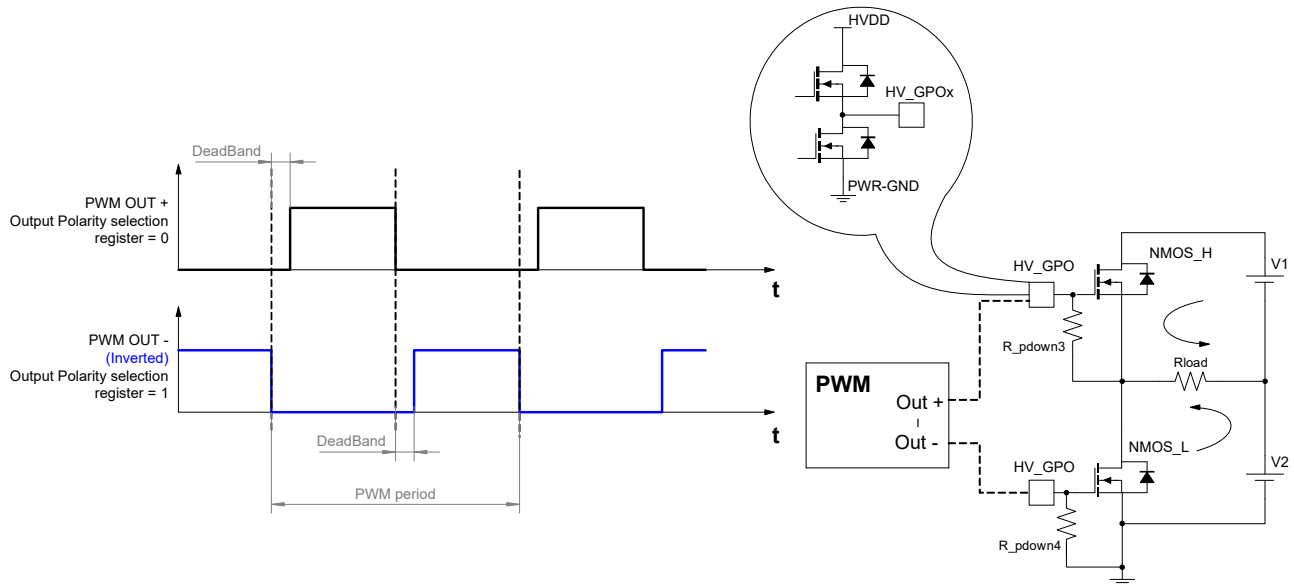 DeadBand
PWM OUT +
Output Polarity selection
register = 0
t
PWM OUT -
(Inverted)
Output Polarity selection
register = 1
t
DeadBand
PWM period
HVDD
HV_GPOx
PWR-GND
HV_GPO
NMOS_H
V1
R_pdown3
Rload
PWM
Out +
-
Out -
NMOS_L
HV_GPO
V2
R_pdown4